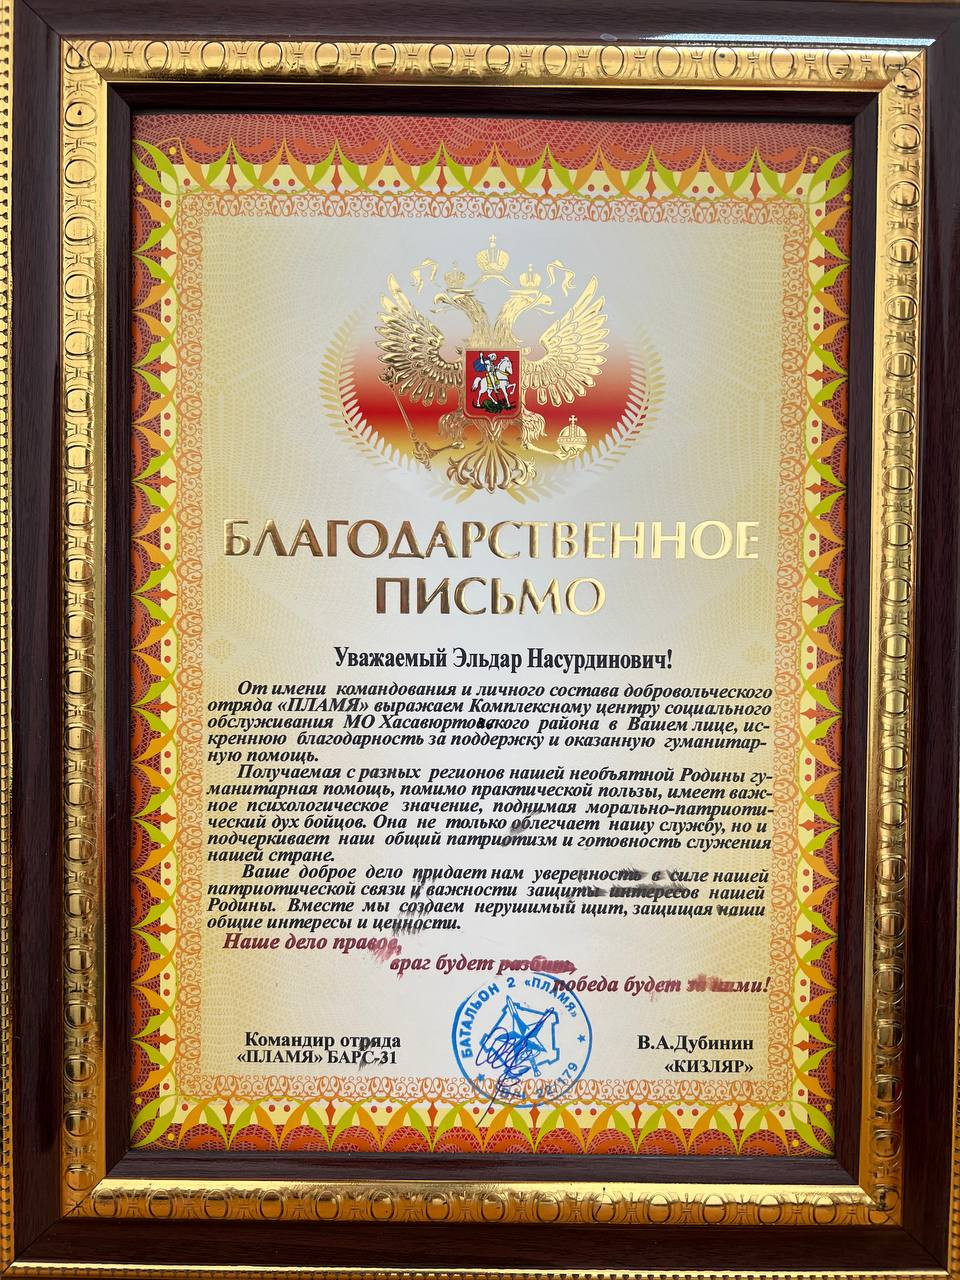 БЛАГОДАРСТВЕННОЕ
ПИСЬМО
Уважаемый Эльдар Насурдинович!
От имени командования и личного состава добровольческого
отряда «ПЛАМЯ» выражаем Комплексному центру социального
обслуживания МО Хасавюртовского района в Вашем лице, ис-
креннюю благодарность за поддержку и оказанную гуманитар-
ную помощь.
Получаемая с разных регионов нашей необъятной Родины гу-
манитарная помощь, помимо практической пользы, имеет важ-
ное психологическое значение, поднимая морально-патриоти-
ческий дух бойцов. Она не только облегчает нашу службу, но и
подчеркивает наш общий патриотизм и готовность служения
нашей стране.
Ваше доброе дело придает нам уверенность в силе нашей
патриотической связи и важности защиты интересов нашей
Родины. Вместе мы создаем нерушимый щит, защищая наши
общие интересы и ценности.
Наше дело правое,
враг будет разбит,
победа будет за нами!
БАТАЛЬОН 2 «ПЛАМЯ»
Командир отряда
«ПЛАМЯ» БАРС-31
В.А.Дубинин
«КИЗЛЯР»